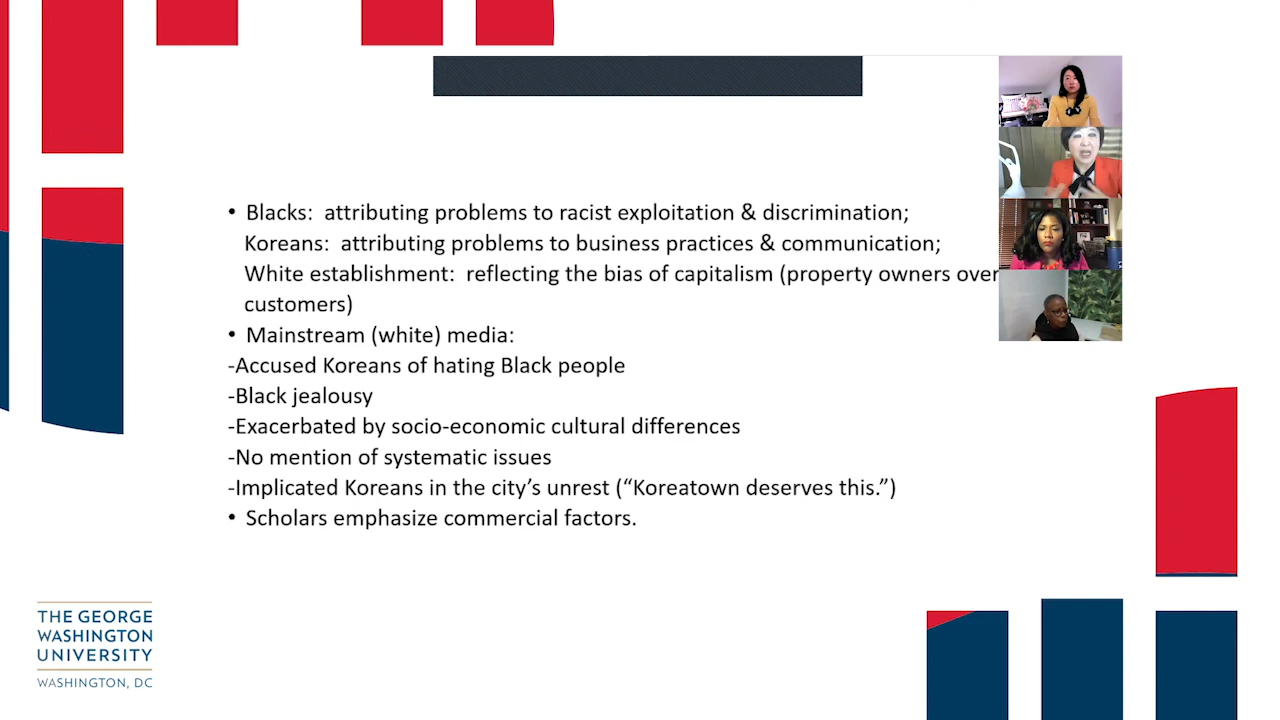 • Blacks:  attributing problems to racist exploitation & discrimination;
Koreans:  attributing problems to business practices & communication;
White establishment:  reflecting the bias of capitalism (property owners over
customers)
• Mainstream (white) media:
-Accused Koreans of hating Black people
-Black jealousy
-Exacerbated by socio-economic cultural differences
-No mention of systematic issues
-Implicated Koreans in the city’s unrest (“Koreatown deserves this.”)
• Scholars emphasize commercial factors.
THE GEORGE
WASHINGTON
UNIVERSITY
WASHINGTON, DC